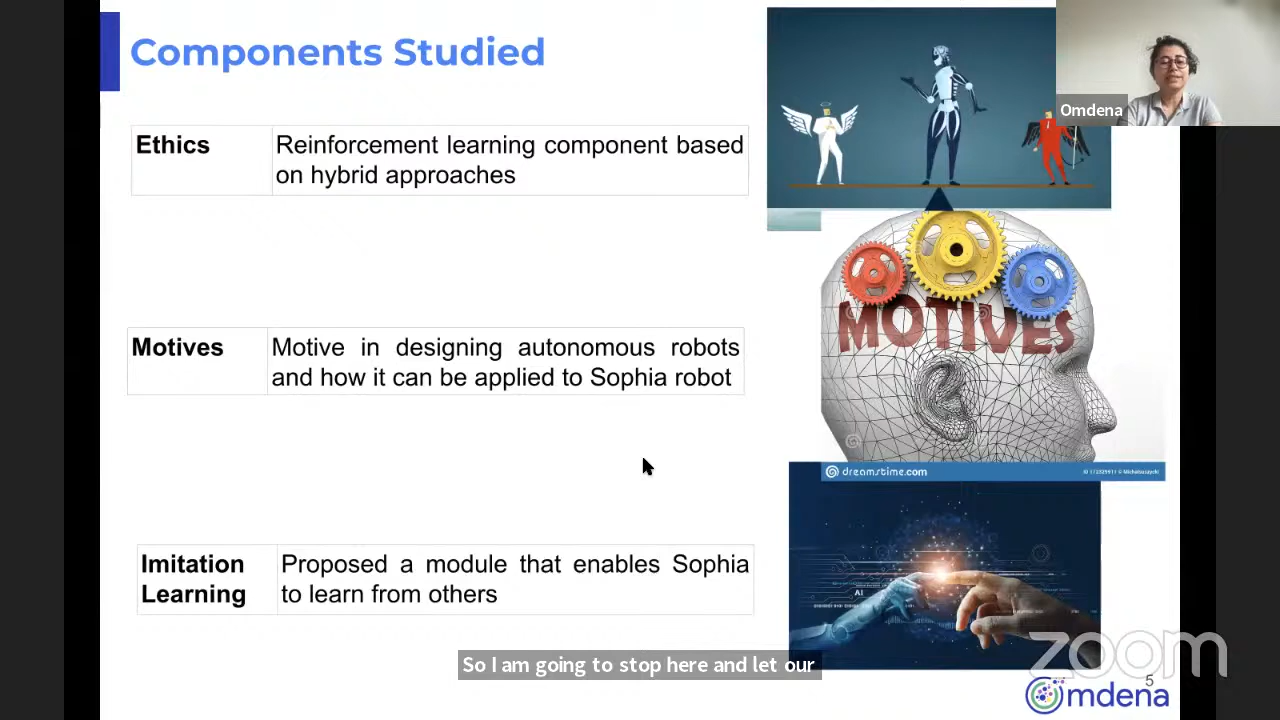 Components Studied
Omdena
Ethics
Reinforcement learning component based
on hybrid approaches
MOTIVES
Motives
Motive in designing autonomous robots
and how it can be applied to Sophia robot
dreamstime.com
Imitation
Learning
Proposed a module that enables Sophia
to learn from others
AI
So I am going to stop here and let our
zoom
5
Omdena